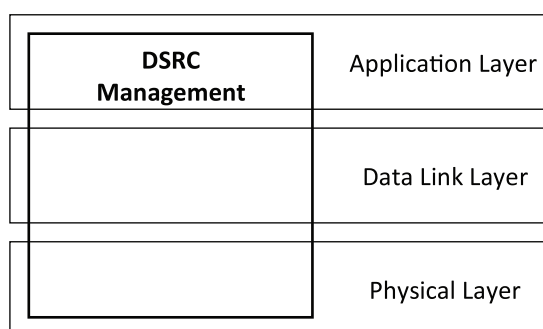 DSRC
Management
Application Layer
Data Link Layer
Physical Layer